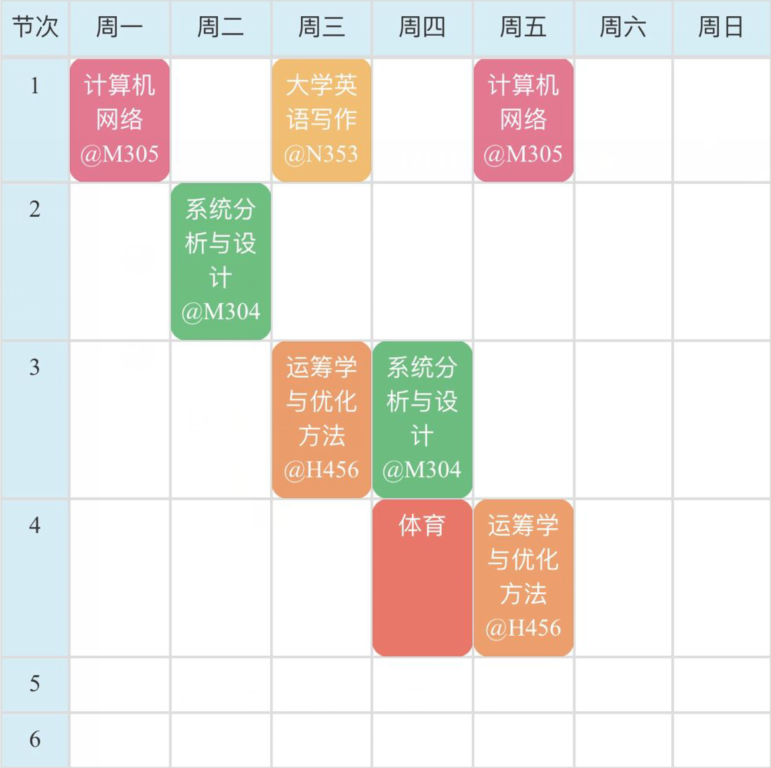 节次 周一 周二 周三 周四 周五 周六 周日
1
计算机
网络
@M305
大学英
语写作
@N353
计算机
网络
@M305
2
系统分
析与设
计
@M304
3
运筹学
与优化
方法
@H456
系统分
析与设
计
@M304
4
体育
运筹学
与优化
方法
@H456
5
6